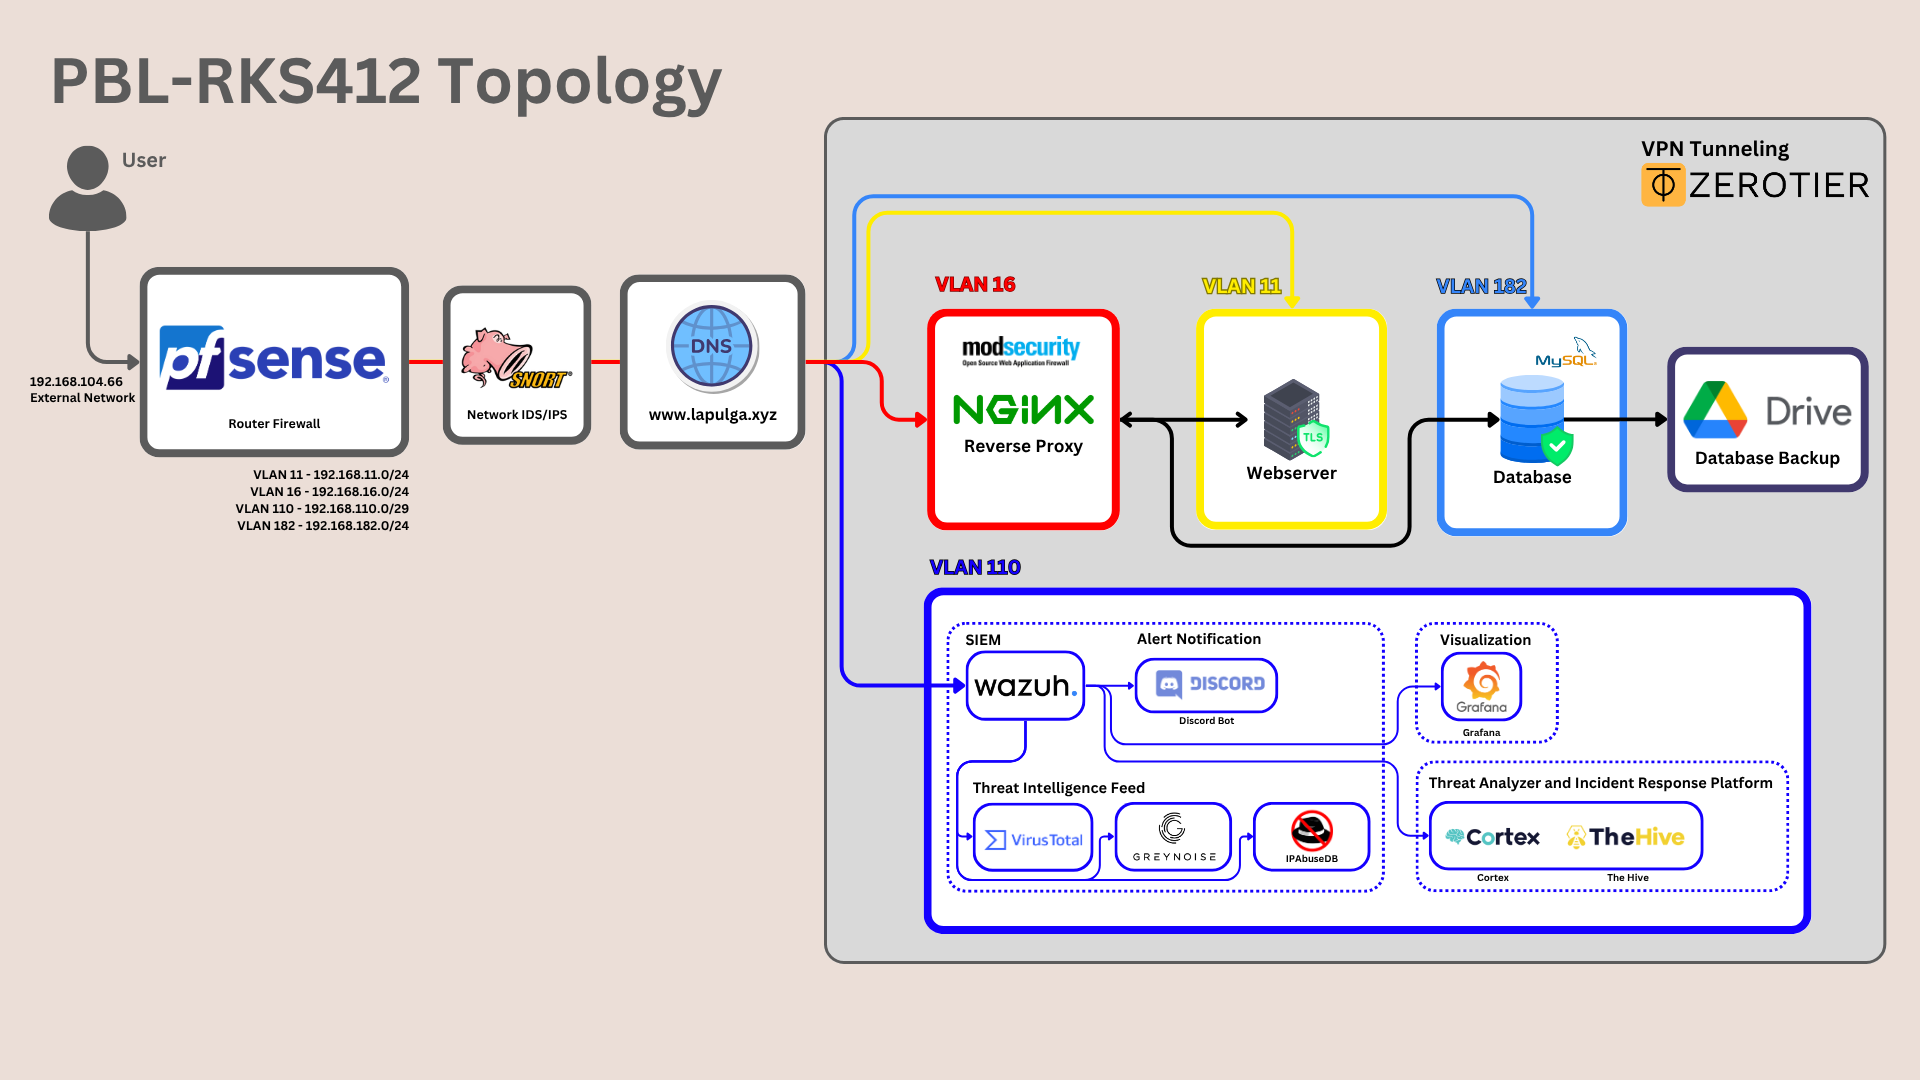 PBL-RKS412 Topology
User
VPN Tunneling
ZEROTIER
192.168.104.66
External Network
pfsense®
Router Firewall
VLAN 11 - 192.168.11.0/24
VLAN 16 - 192.168.16.0/24
VLAN 110 - 192.168.110.0/29
VLAN 182 - 192.168.182.0/24
SNORT®
Network IDS/IPS
DNS
www.lapulga.xyz
VLAN 16
modsecurity
Open Source Web Application Firewall
NGINX
Reverse Proxy
VLAN 11
TLS
Webserver
VLAN 182
MySQL
Database
Drive
Database Backup
VLAN 110
SIEM
wazuh.
Alert Notification
DISCORD
Discord Bot
Visualization
Grafana
Grafana
Threat Intelligence Feed
VirusTotal
GREYNOISE
IPAbuseDB
Threat Analyzer and Incident Response Platform
Cortex
TheHive
Cortex
The Hive